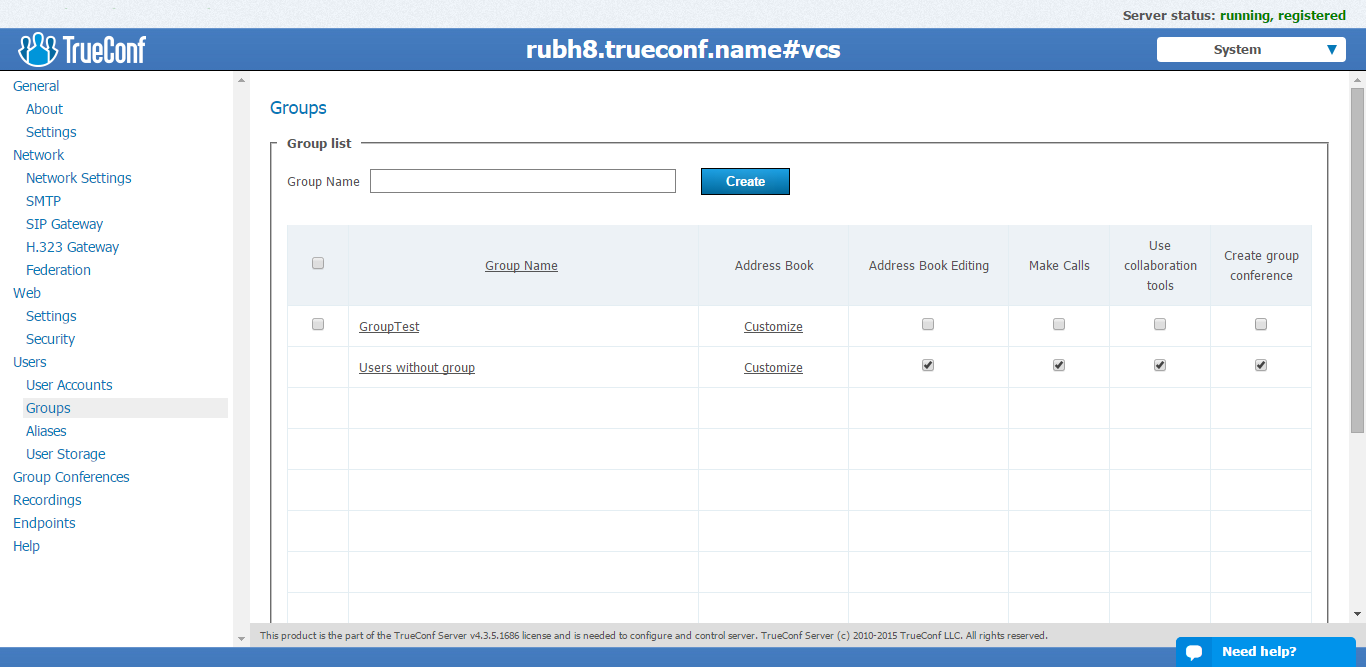 Server status: running, registered
TrueConf
rubh8.trueconf.name#vcs
System
General
About
Settings
Network
Network Settings
SMTP
SIP Gateway
H.323 Gateway
Federation
Web
Settings
Security
Users
User Accounts
Groups
Aliases
User Storage
Group Conferences
Recordings
Endpoints
Help
Groups
Group list
Group Name
Create
Group Name
Address Book
Address Book Editing
Make Calls
Use
collaboration
tools
Create group
conference
GroupTest
Customize
Users without group
Customize
This product is the part of the TrueConf Server v4.3.5.1686 license and is needed to configure and control server. TrueConf Server (c) 2010-2015 TrueConf LLC. All rights reserved.
Need help?